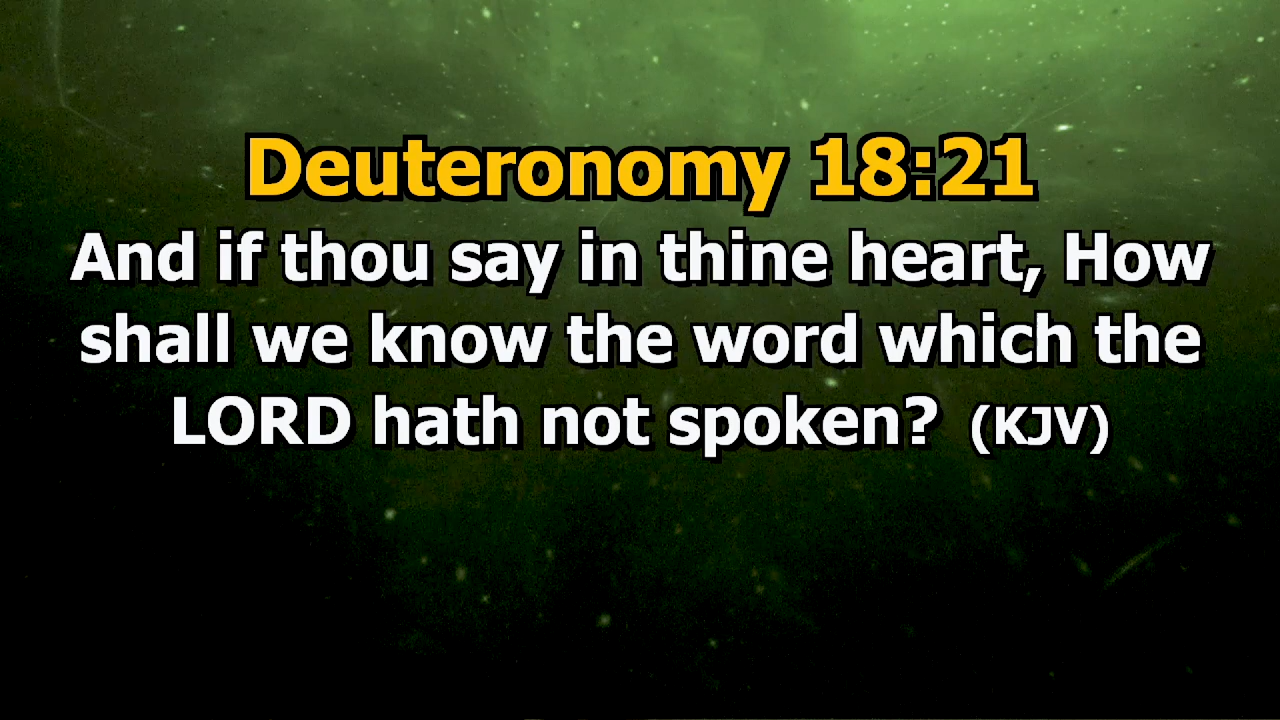 Deuteronomy 18:21
And if thou say in thine heart, How
shall we know the word which the
LORD hath not spoken? (KJV)